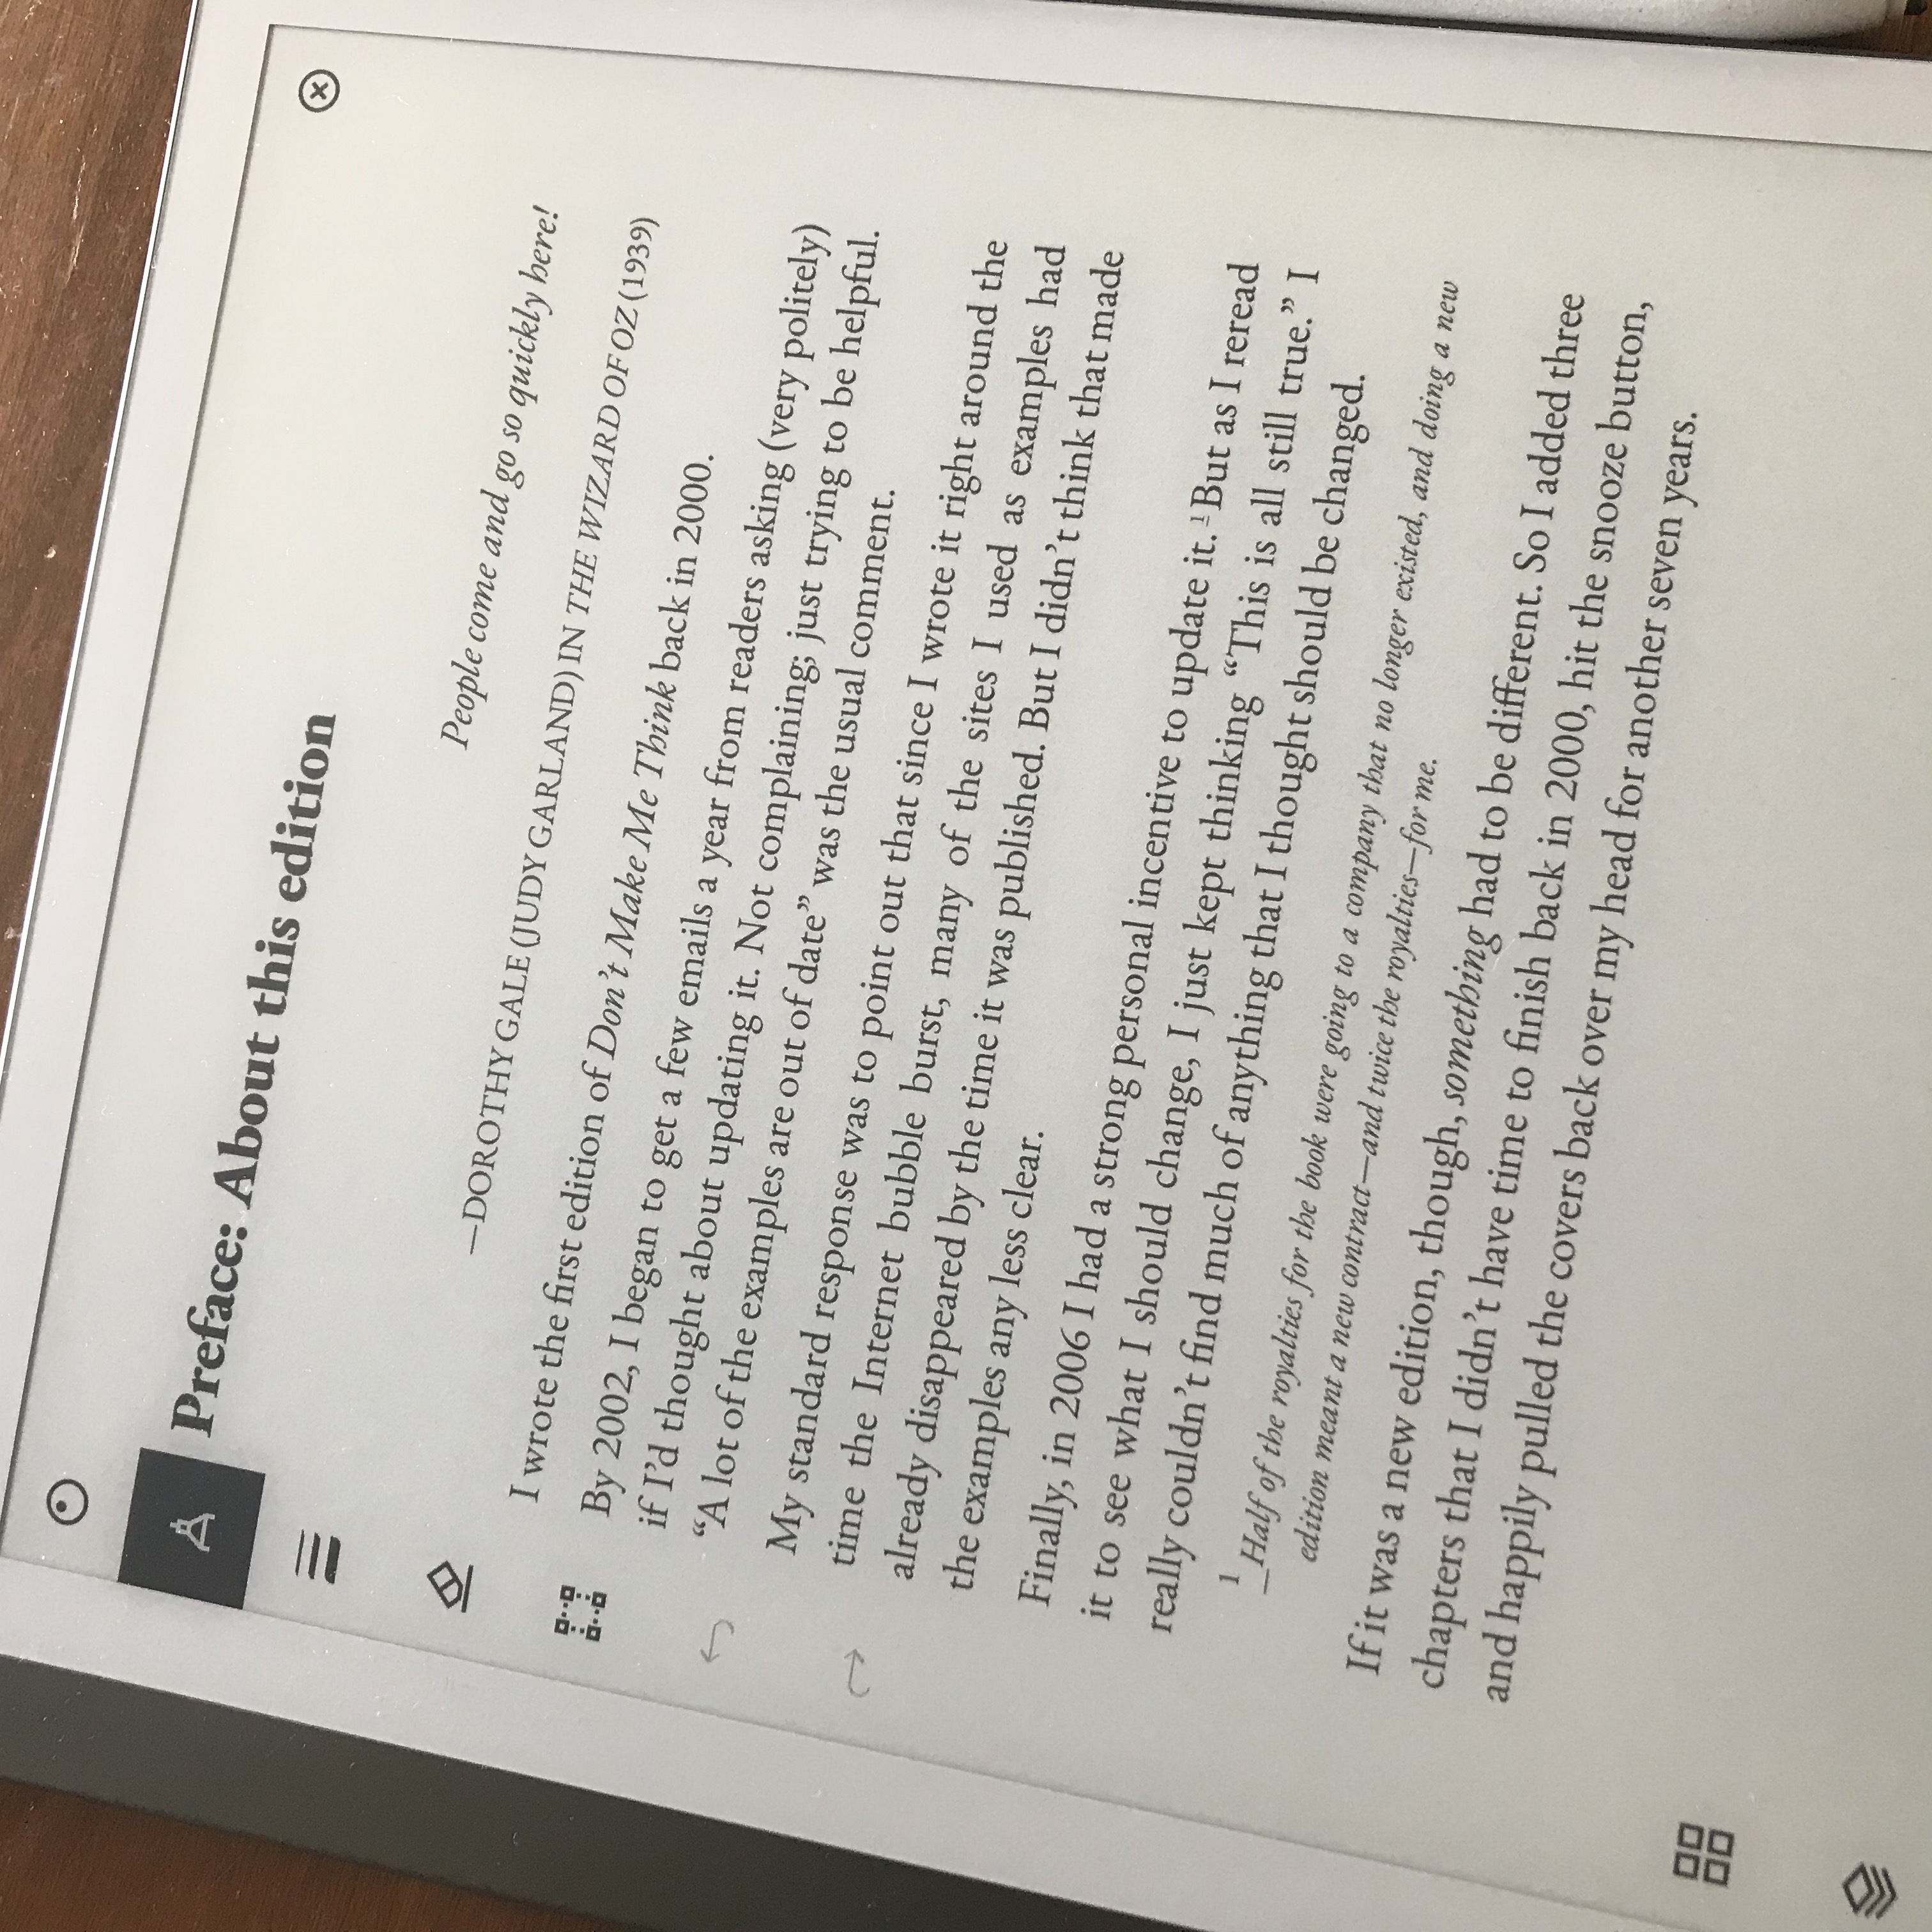 Preface: About this edition
People come and go so quickly here!
—DOROTHY GALE (JUDY GARLAND) IN THE WIZARD OF OZ (1939)
I wrote the first edition of Don’t Make Me Think back in 2000.
By 2002, I began to get a few emails a year from readers asking (very politely)
if I’d thought about updating it. Not complaining; just trying to be helpful.
“A lot of the examples are out of date” was the usual comment.
My standard response was to point out that since I wrote it right around the
time the Internet bubble burst, many of the sites I used as examples had
already disappeared by the time it was published. But I didn’t think that made
the examples any less clear.
Finally, in 2006 I had a strong personal incentive to update it. 1 But as I reread
it to see what I should change, I just kept thinking “This is all still true.” I
really couldn’t find much of anything that I thought should be changed.
1 Half of the royalties for the book were going to a company that no longer existed, and doing a new
edition meant a new contract—and twice the royalties—for me.
If it was a new edition, though, something had to be different. So I added three
chapters that I didn’t have time to finish back in 2000, hit the snooze button,
and happily pulled the covers back over my head for another seven years.